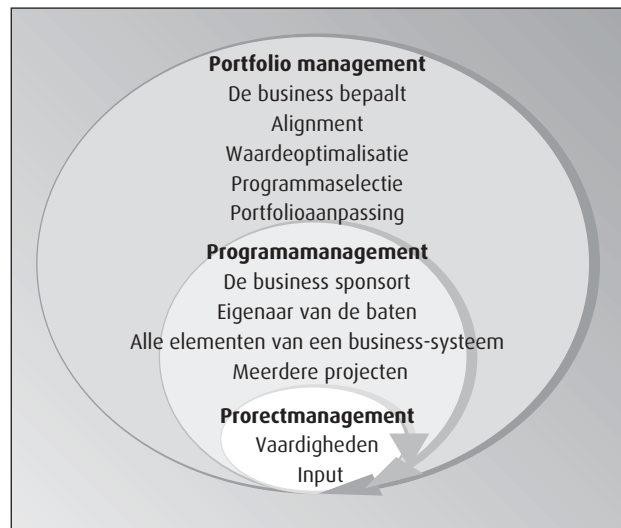 Portfolio management
De business bepaalt
Alignment
Waardeoptimalisatie
Programmaselectie
Portfolioaanpassing
Programamanagement
De business sponsort
Eigenaar van de baten
Alle elementen van een business-systeem
Meerdere projecten
Prorectmanagement
Vaardigheden
Input